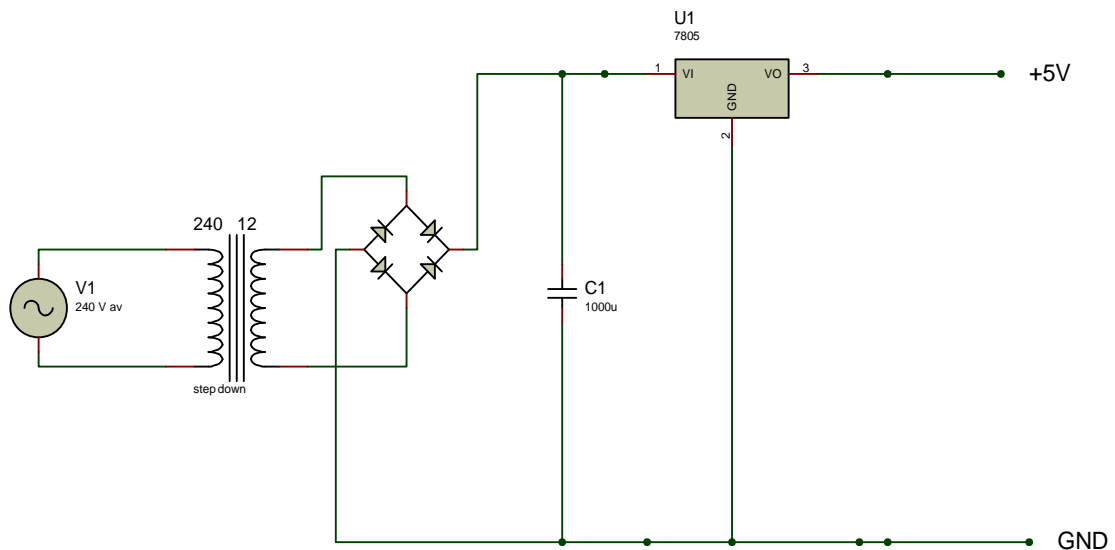 U1
7805
1
VI
VO
3
GND
2
+5V
240 12
V1
240 V av
step down
C1
1000u
GND